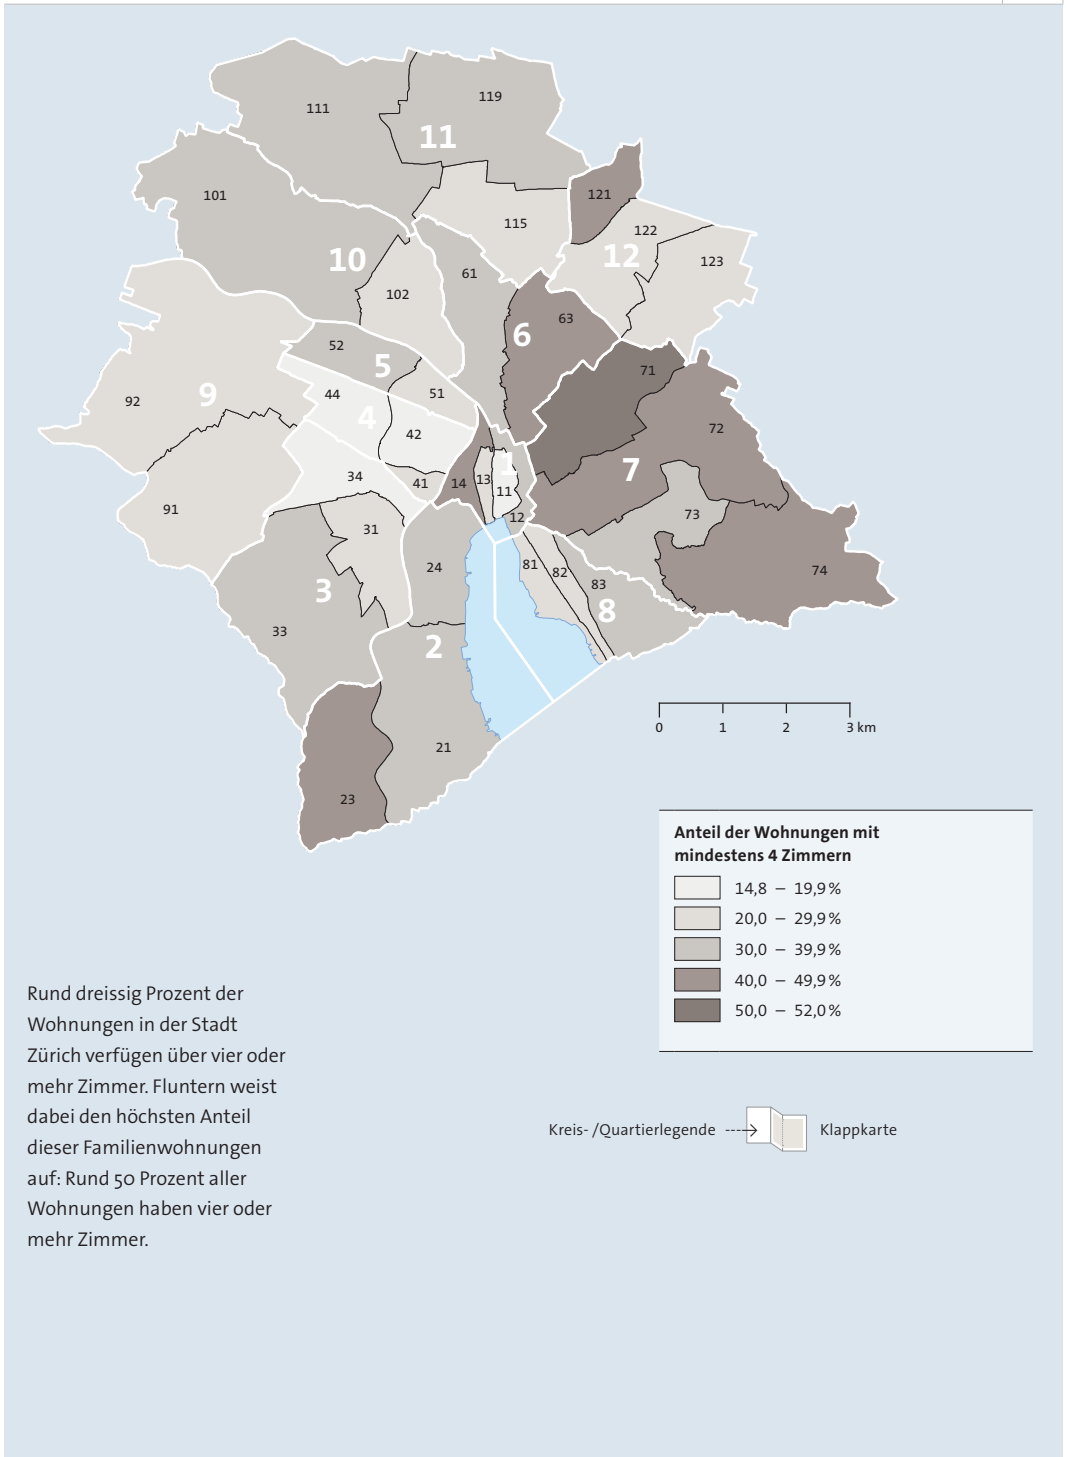 111
119
11
101
121
115
122
12
123
10
61
102
63
6
52
5
71
9
92
44
51
4
42
72
7
1
34
41
14
13
11
12
91
31
73
24
81
82
83
74
3
8
33
2
21
23
0 1 2 3 km
Anteil der Wohnungen mit
mindestens 4 Zimmern
14,8 – 19,9 %
20,0 – 29,9 %
30,0 – 39,9 %
40,0 – 49,9 %
50,0 – 52,0 %
Rund dreissig Prozent der
Wohnungen in der Stadt
Zürich verfügen über vier oder
mehr Zimmer. Fluntern weist
dabei den höchsten Anteil
dieser Familienwohnungen
auf: Rund 50 Prozent aller
Wohnungen haben vier oder
mehr Zimmer.
Kreis- /Quartierlegende
Klappkarte